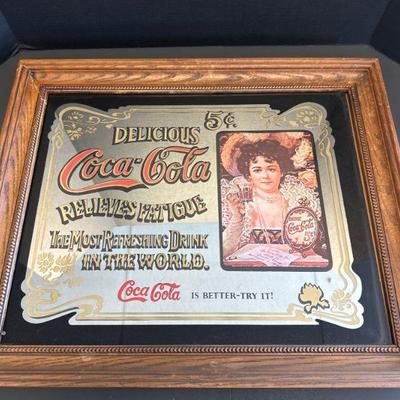 5¢
DELICIOUS
Coca-Cola
RELIEVES FATIGUE
THE MOST REFRESHING DRINK
IN THE WORLD.
Coca-Cola IS BETTER-TRY IT!
Coca-Cola
5¢